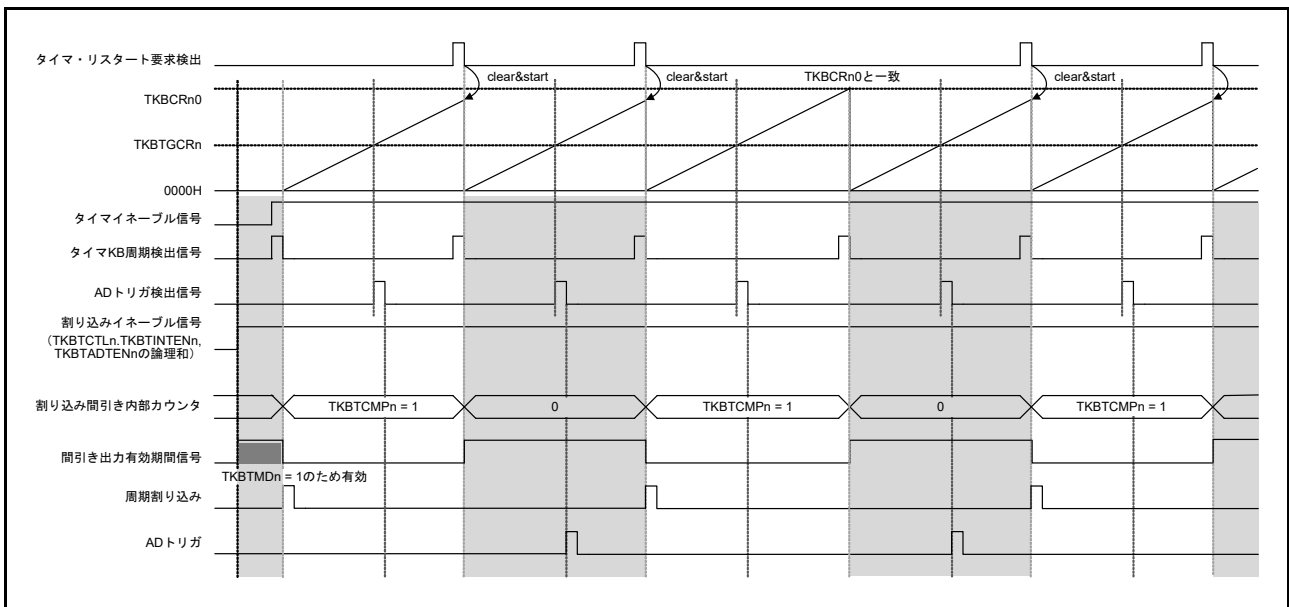 タイマ・リスタート要求検出
clear&start
clear&start
TKBCRn0と一致
clear&start
clear&start
TKBCRn0
TKBTGCRn
0000H
タイマイネーブル信号
タイマKB周期検出信号
ADトリガ検出信号
割り込みイネーブル信号
（TKBTCTLn.TKBTINTENn,
TKBTADTENnの論理和）
割り込み間引き内部カウンタ
TKBTCMPn = 1
0
TKBTCMPn = 1
0
TKBTCMPn = 1
間引き出力有効期間信号
TKBTMDn = 1のため有効
周期割り込み
ADトリガ